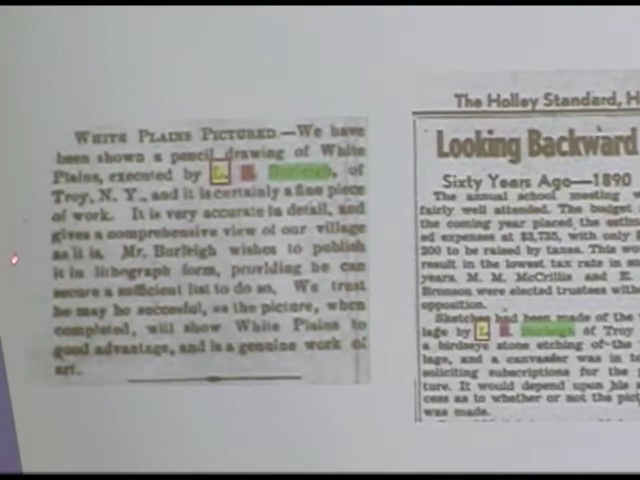 WHITE PLAINS PICTURED.—We have
been shown a pencil drawing of White
Plains, executed by L. R. Burleigh, of
Troy, N. Y., and it is certainly a fine piece
of work. It is very accurate in detail, and
gives a comprehensive view of our village
as it is. Mr. Burleigh wishes to publish
it in lithograph form, providing he can
secure a sufficient list to do so. We trust
he may be succesful, as the picture, when
completed, will show White Plains to
good advantage, and is a genuine work of
art.
The Holley Standard, H
Looking Backward
Sixty Years Ago—1890
The annual school meeting
fairly well attended. The budget
the coming year placed the
ed expenses at $3,735, with only
200 to be raised by taxes. This
result in the lowest tax rate in
years. M. M. McCrillis and E.
Bronson were elected trustees
opposition.
Sketches had been made of the
lage by L. R. Burleigh of Troy
a birdseye stone etching of the
lage, and a canvasser was in
soliciting subscriptions for the
ture. It would depend upon his
cess as to whether or not the
was made.